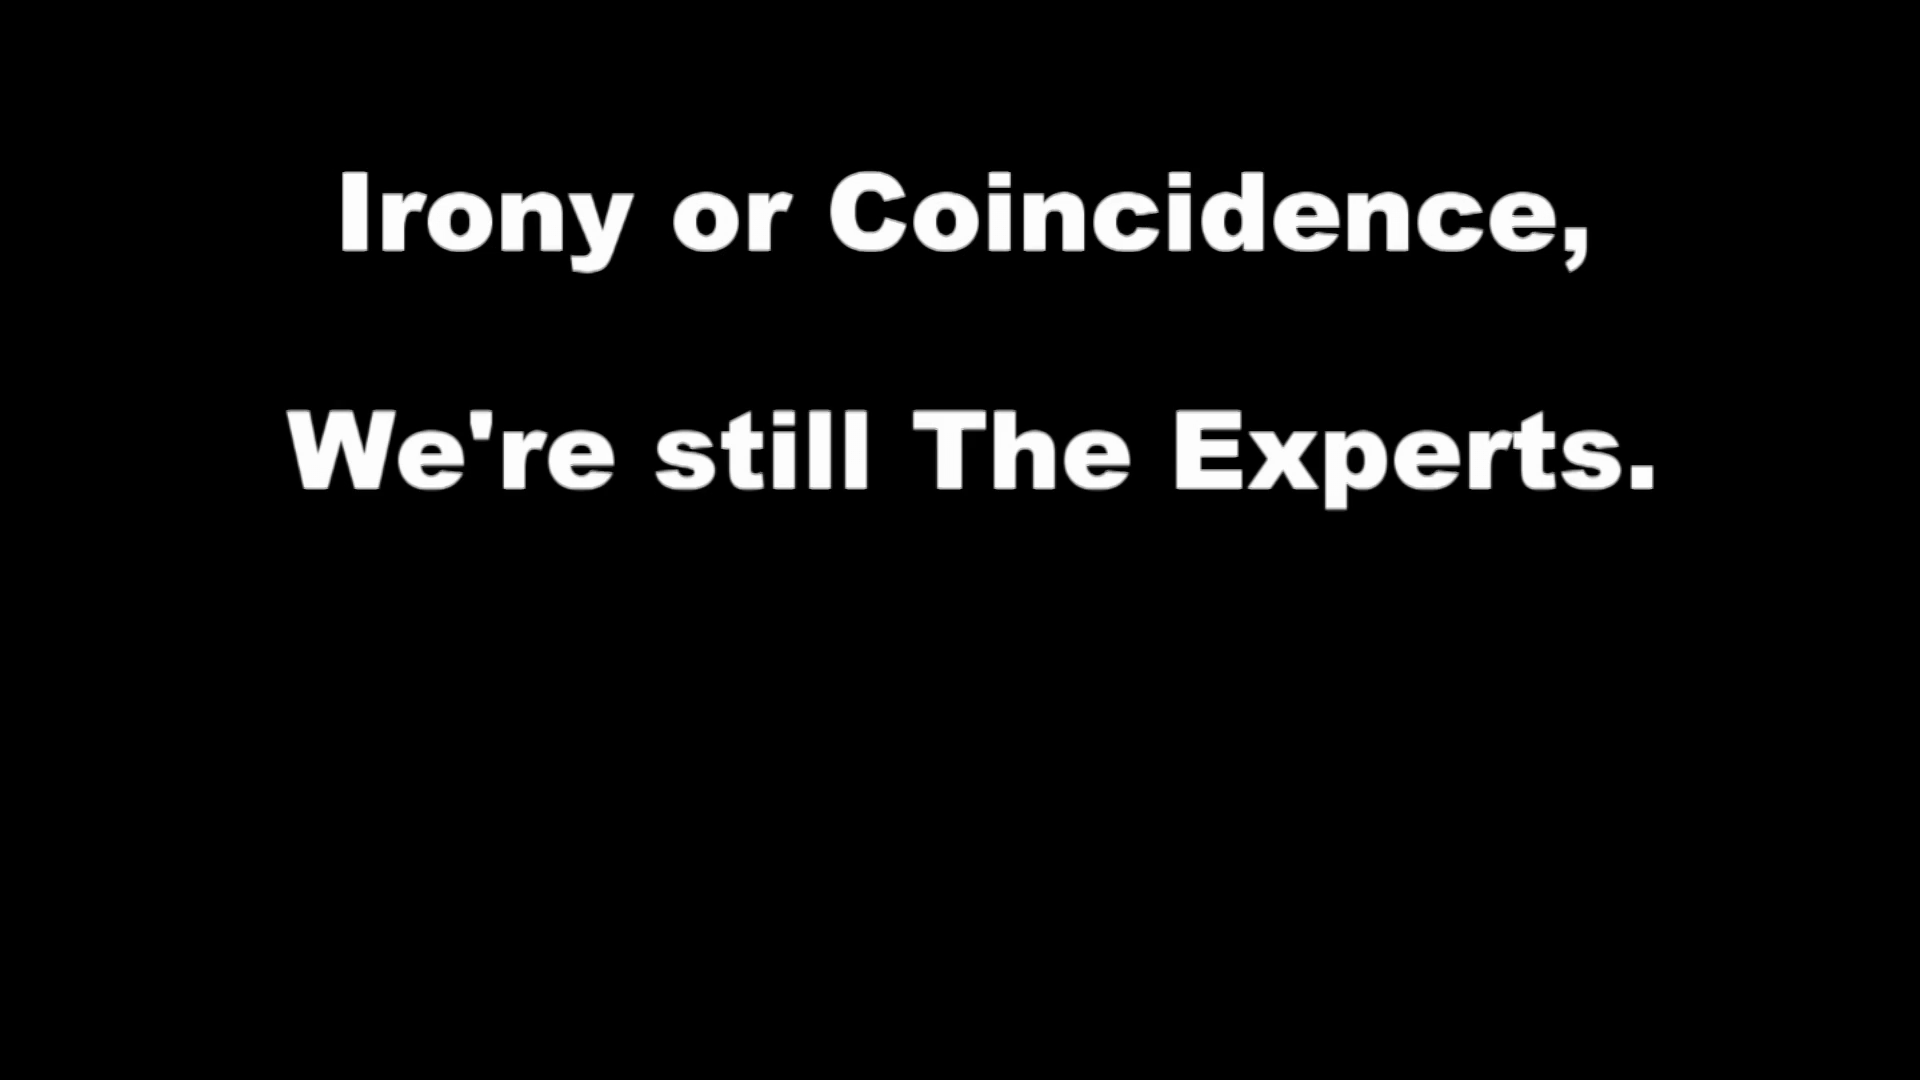 Irony or Coincidence,
We're still The Experts.